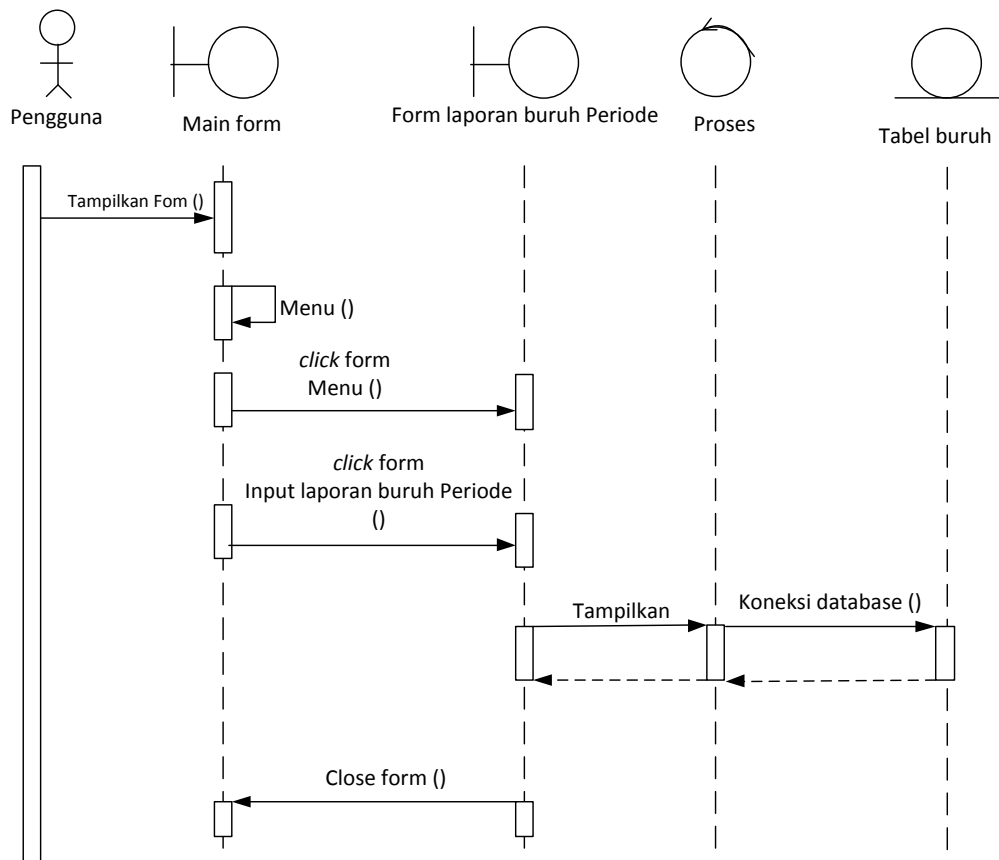 Pengguna
Main form
Form laporan buruh Periode
Proses
Tabel buruh
Tampilkan Fom ()
Menu ()
click form
Menu ()
click form
Input laporan buruh Periode
()
Tampilkan
Koneksi database ()
Close form ()